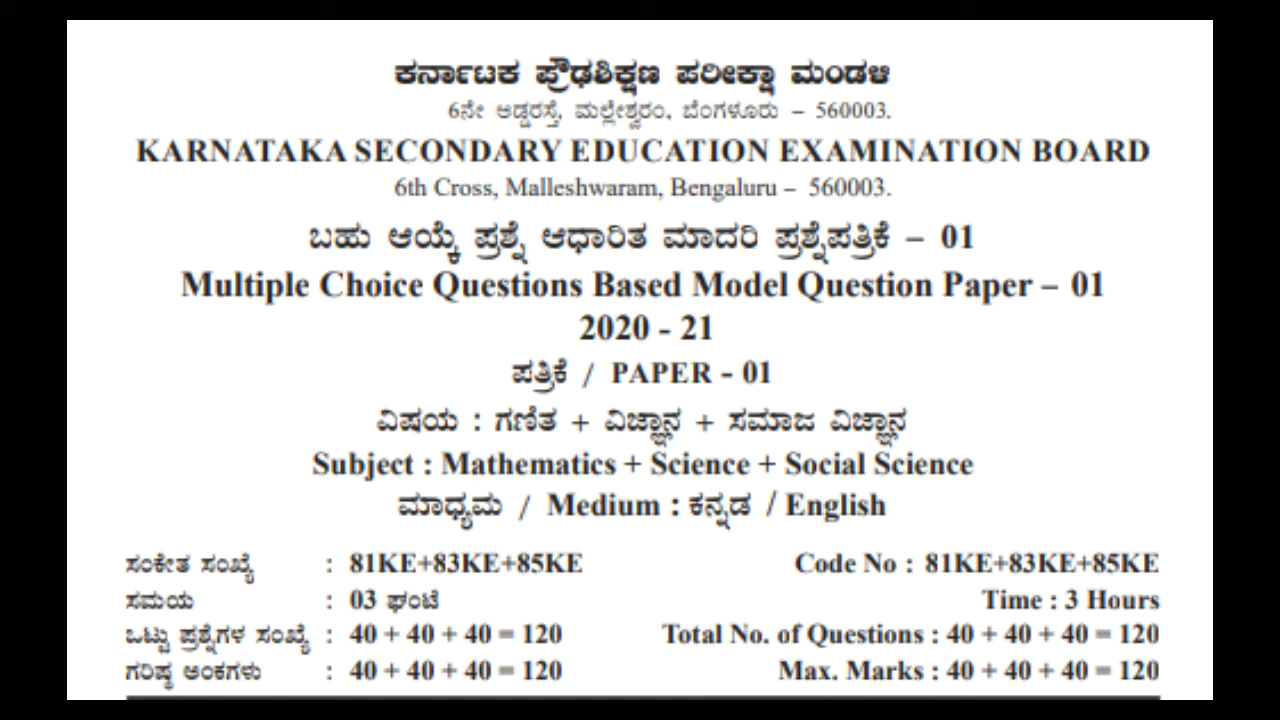 ಕರ್ನಾಟಕ ಪ್ರೌಢಶಿಕ್ಷಣ ಪರೀಕ್ಷಾ ಮಂಡಳಿ
6ನೇ ಅಡ್ಡರಸ್ತೆ, ಮಲ್ಲೇಶ್ವರಂ, ಬೆಂಗಳೂರು – 560003.
KARNATAKA SECONDARY EDUCATION EXAMINATION BOARD
6th Cross, Malleshwaram, Bengaluru – 560003.
ಬಹು ಆಯ್ಕೆ ಪ್ರಶ್ನೆ ಆಧಾರಿತ ಮಾದರಿ ಪ್ರಶ್ನೆಪತ್ರಿಕೆ – 01
Multiple Choice Questions Based Model Question Paper – 01
2020 - 21
ಪತ್ರಿಕೆ / PAPER - 01
ವಿಷಯ : ಗಣಿತ + ವಿಜ್ಞಾನ + ಸಮಾಜ ವಿಜ್ಞಾನ
Subject : Mathematics + Science + Social Science
ಮಾಧ್ಯಮ / Medium : ಕನ್ನಡ / English
ಸಂಕೇತ ಸಂಖ್ಯೆ : 81KE+83KE+85KE Code No : 81KE+83KE+85KE
ಸಮಯ : 03 ಘಂಟೆ Time : 3 Hours
ಒಟ್ಟು ಪ್ರಶ್ನೆಗಳ ಸಂಖ್ಯೆ : 40 + 40 + 40 = 120 Total No. of Questions : 40 + 40 + 40 = 120
ಗರಿಷ್ಠ ಅಂಕಗಳು : 40 + 40 + 40 = 120 Max. Marks : 40 + 40 + 40 = 120